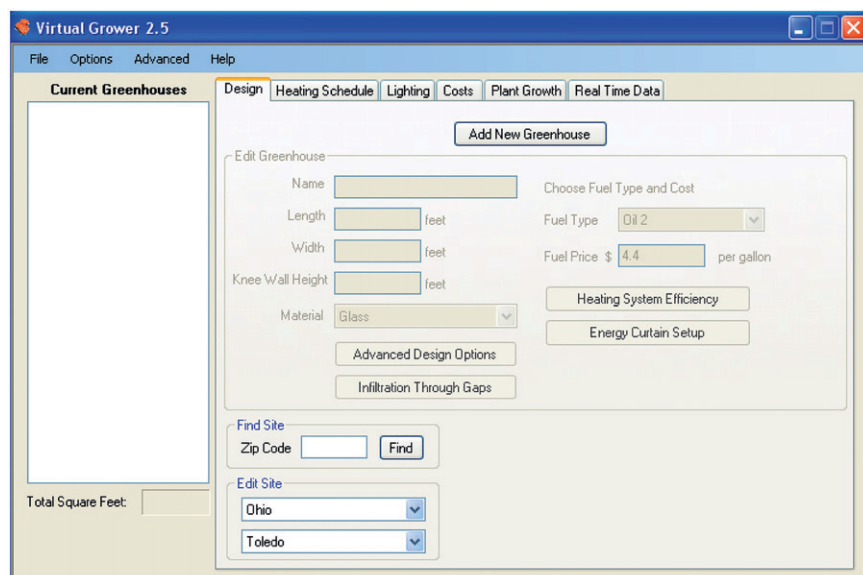 Virtual Grower 2.5
File Options Advanced Help
Current Greenhouses
Design Heating Schedule Lighting Costs Plant Growth Real Time Data
Add New Greenhouse
Edit Greenhouse
Name
Choose Fuel Type and Cost
Length feet
Fuel Type Oil 2
Width feet
Fuel Price $ 4.4 per gallon
Knee Wall Height feet
Heating System Efficiency
Material Glass
Energy Curtain Setup
Advanced Design Options
Infiltration Through Gaps
Find Site
Zip Code Find
Edit Site
Total Square Feet:
Ohio
Toledo